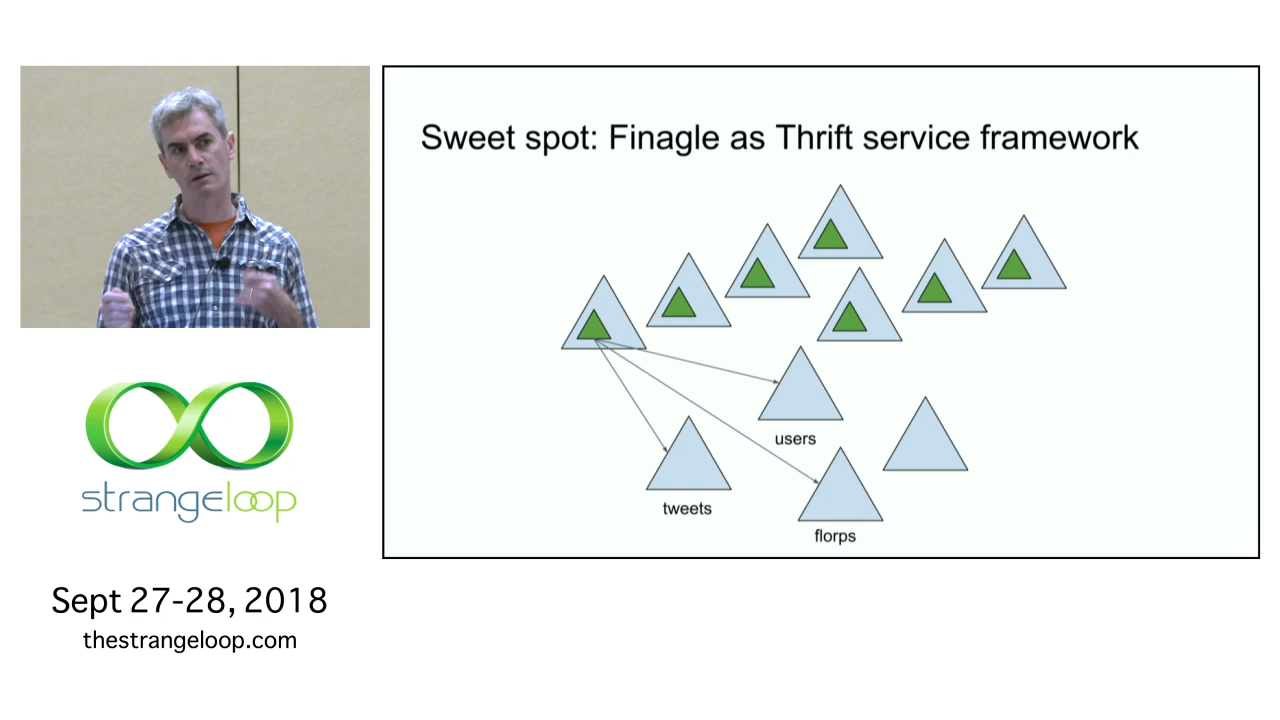 Sweet spot: Finagle as Thrift service framework
users
tweets
florps
strangeloop
Sept 27-28, 2018
thestrangeloop.com